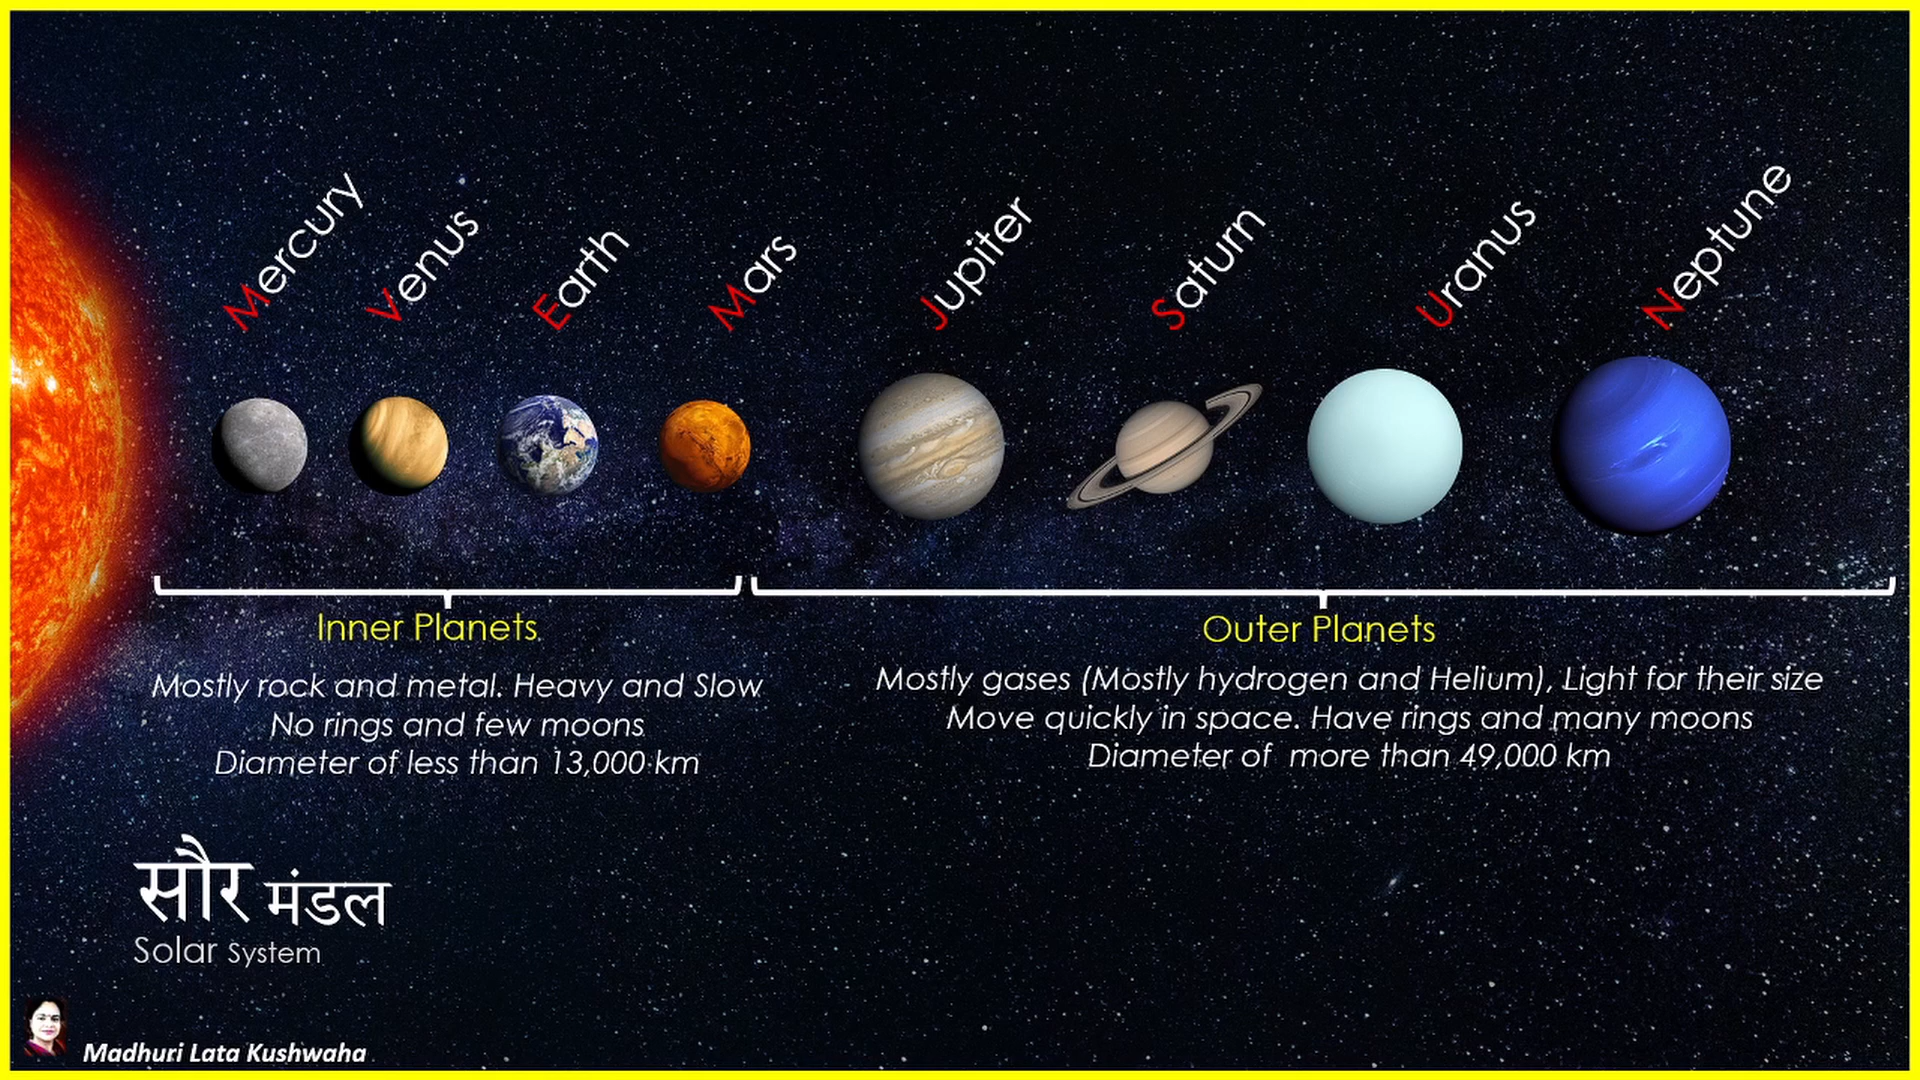 Mercury
Venus
Earth
Mars
Jupiter
Saturn
Uranus
Neptune
Inner Planets
Mostly rock and metal. Heavy and Slow
No rings and few moons
Diameter of less than 13,000 km
Outer Planets
Mostly gases (Mostly hydrogen and Helium), Light for their size
Move quickly in space. Have rings and many moons
Diameter of  more than 49,000 km
सौर मंडल
Solar System
Madhuri Lata Kushwaha